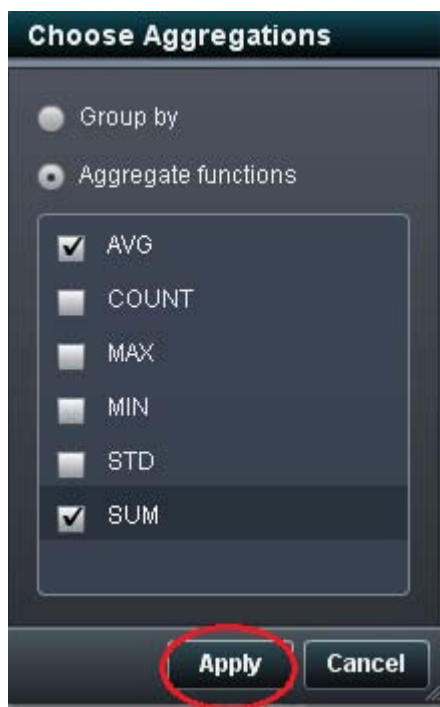 Choose Aggregations
Group by
Aggregate functions
AVG
COUNT
MAX
MIN
STD
SUM
Apply
Cancel